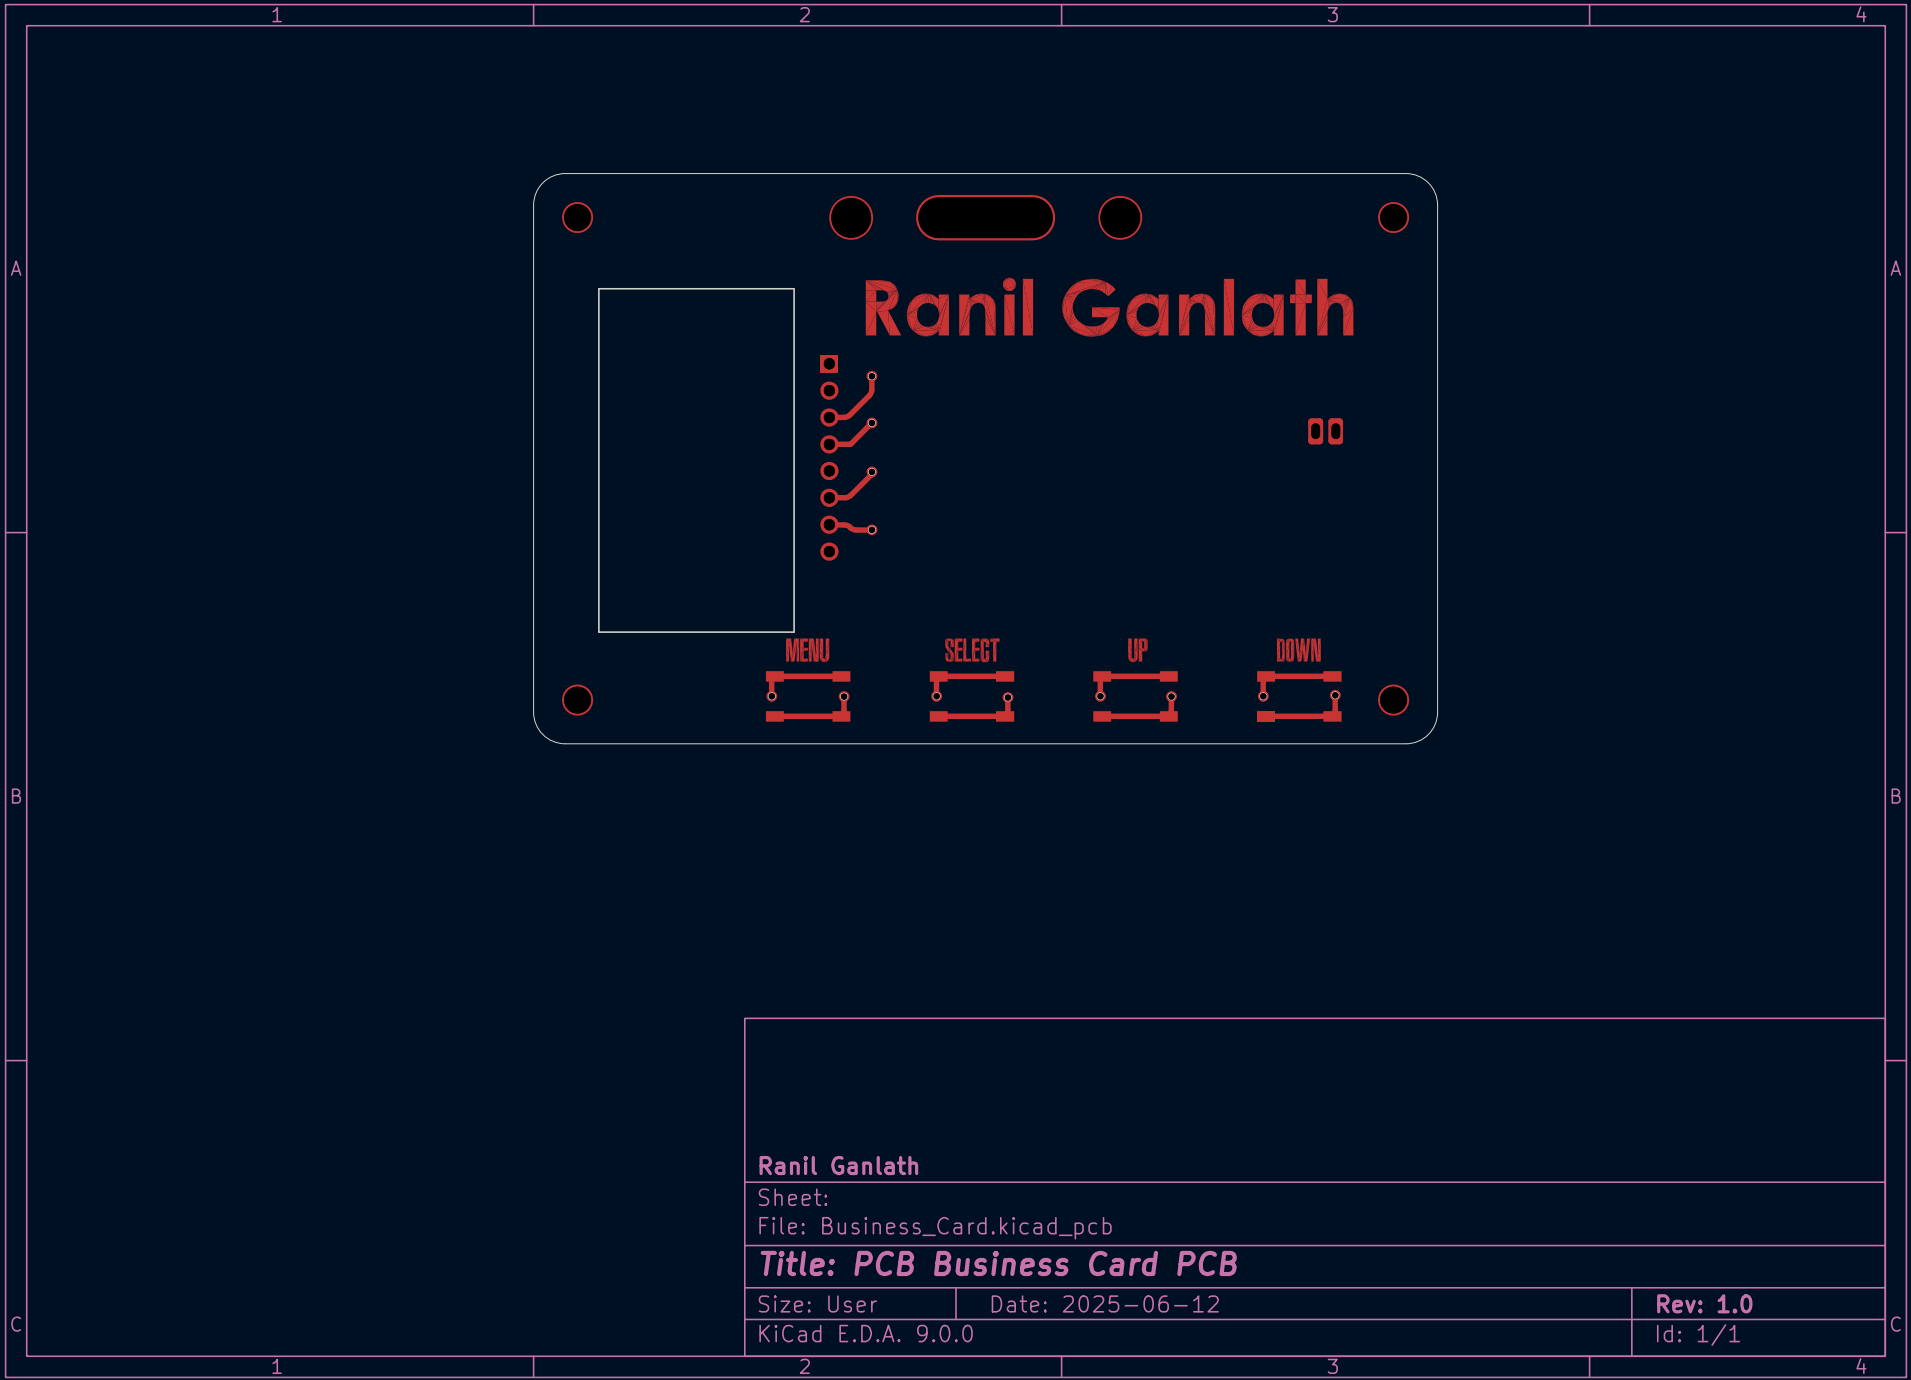 1 2 3 4
A A
Ranil Ganlath
MENU SELECT UP DOWN
B B
Ranil Ganlath
Sheet:
File: Business_Card.kicad_pcb
Title: PCB Business Card PCB
Size: User Date: 2025-06-12 Rev: 1.0
KiCad E.D.A. 9.0.0 Id: 1/1
C C
1 2 3 4